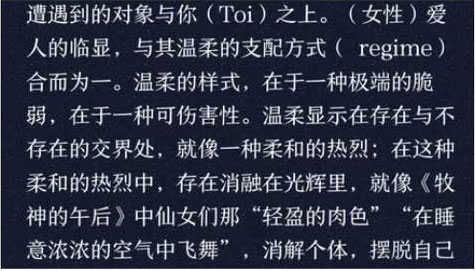 遭遇到的对象与你（Toi）之上。（女性）爱
人的临显，与其温柔的支配方式（ regime）
合而为一。温柔的样式，在于一种极端的脆
弱，在于一种可伤害性。温柔显示在存在与不
存在的交界处，就像一种柔和的热烈；在这种
柔和的热烈中，存在消融在光辉里，就像《牧
神的午后》中仙女们那“轻盈的肉色”“在睡
意浓浓的空气中飞舞”，消解个体，摆脱自己